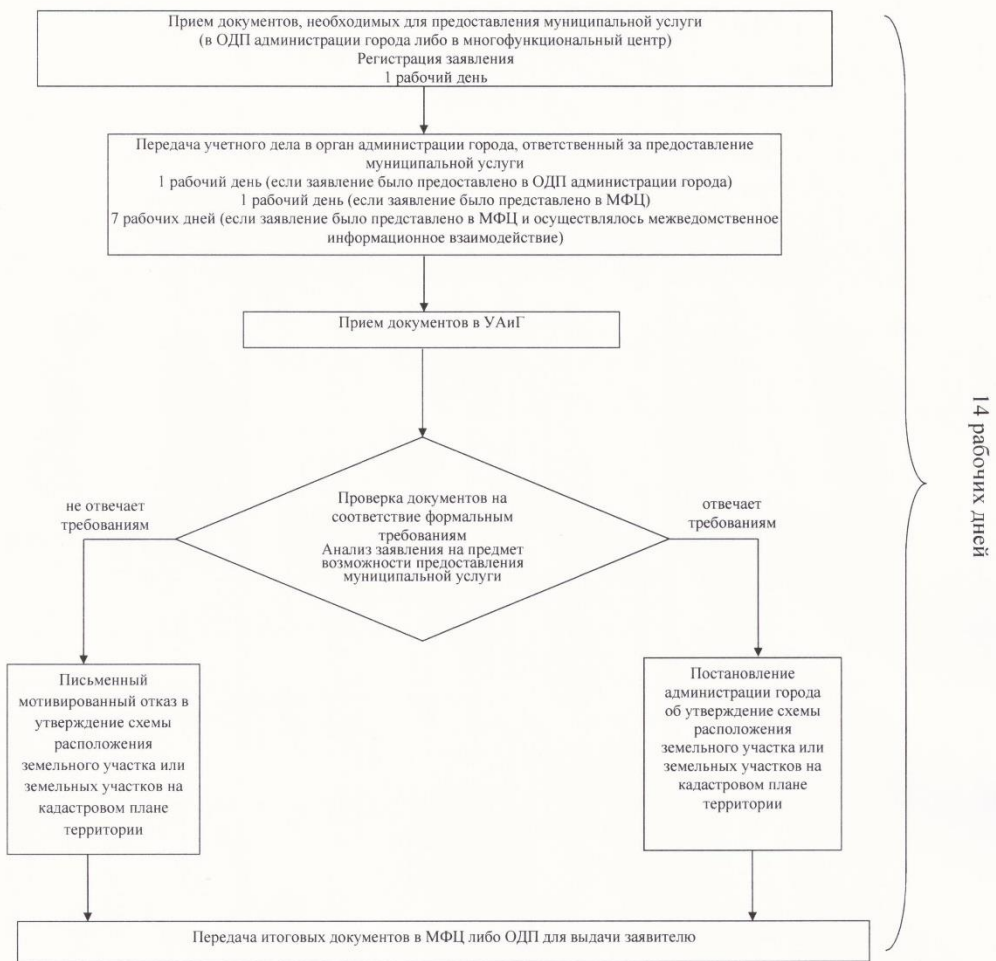 Прием документов, необходимых для предоставления муниципальной услуги
(в ОДП администрации города либо в многофункциональный центр)
Регистрация заявления
1 рабочий день
Передача учетного дела в орган администрации города, ответственный за предоставление
муниципальной услуги
1 рабочий день (если заявление было предоставлено в ОДП администрации города)
1 рабочий день (если заявление было представлено в МФЦ)
7 рабочих дней (если заявление было представлено в МФЦ и осуществлялось межведомственное
информационное взаимодействие)
Прием документов в УАиГ
14 рабочих дней
не отвечает
требованиям
Проверка документов на
соответствие формальным
требованиям
Анализ заявления на предмет
возможности предоставления
муниципальной услуги
отвечает
требованиям
Письменный
мотивированный отказ в
утверждение схемы
расположения
земельного участка или
земельных участков на
кадастровом плане
территории
Постановление
администрации города
об утверждение схемы
расположения
земельного участка или
земельных участков на
кадастровом плане
территории
Передача итоговых документов в МФЦ либо ОДП для выдачи заявителю